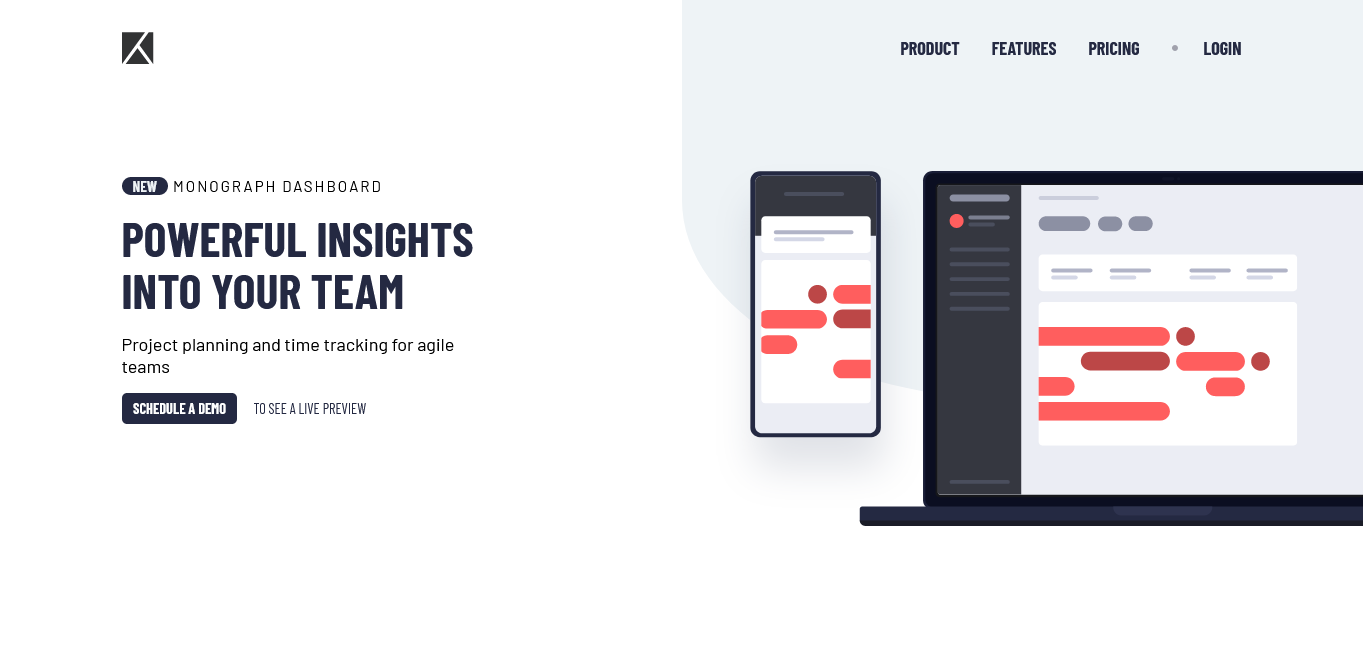 PRODUCT FEATURES PRICING LOGIN
NEW MONOGRAPH DASHBOARD
POWERFUL INSIGHTS
INTO YOUR TEAM
Project planning and time tracking for agile
teams
SCHEDULE A DEMO TO SEE A LIVE PREVIEW